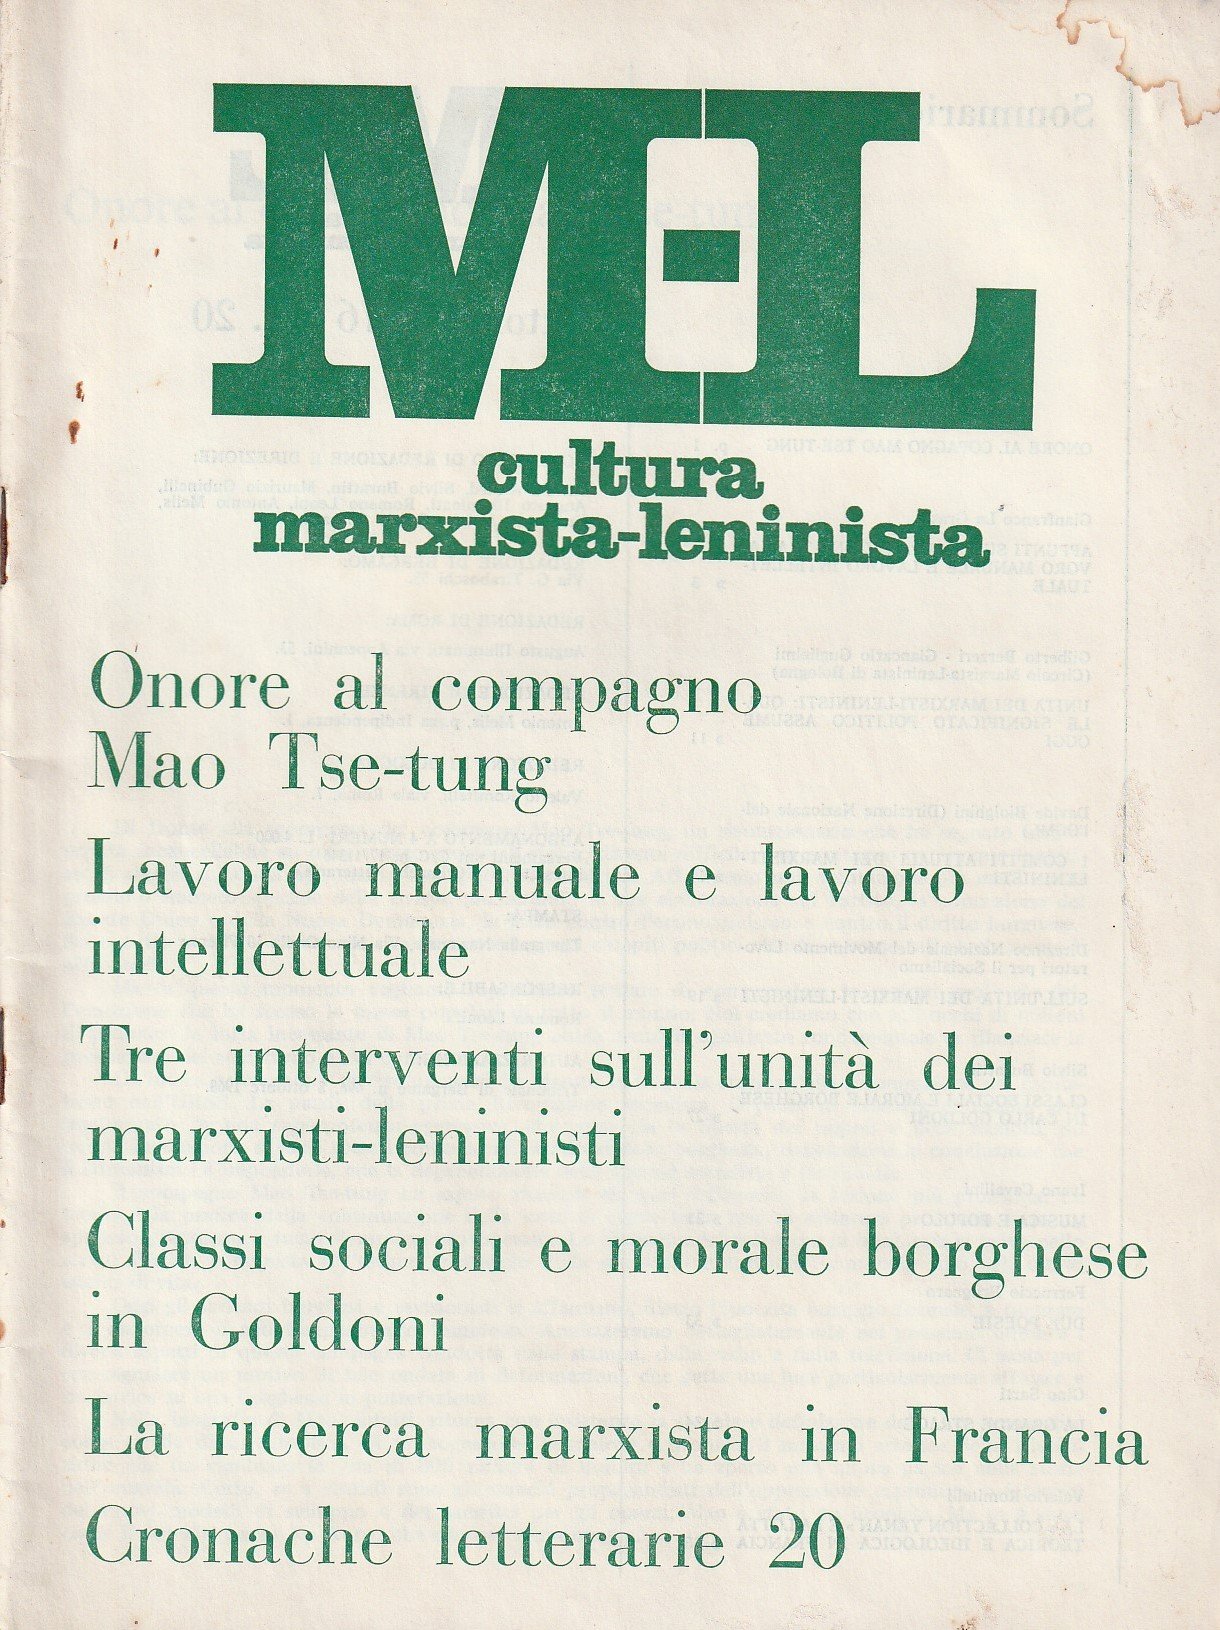 M-L
cultura
marxista-leninista
Onore al compagno
Mao Tse-tung
Lavoro manuale e lavoro
intellettuale
Tre interventi sull'unità dei
marxisti-leninisti
Classi sociali e morale borghese
in Goldoni
La ricerca marxista in Francia
Cronache letterarie 20